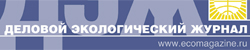 ДЕЛОВОЙ ЭКОЛОГИЧЕСКИЙ ЖУРНАЛ
www.ecomagazine.ru